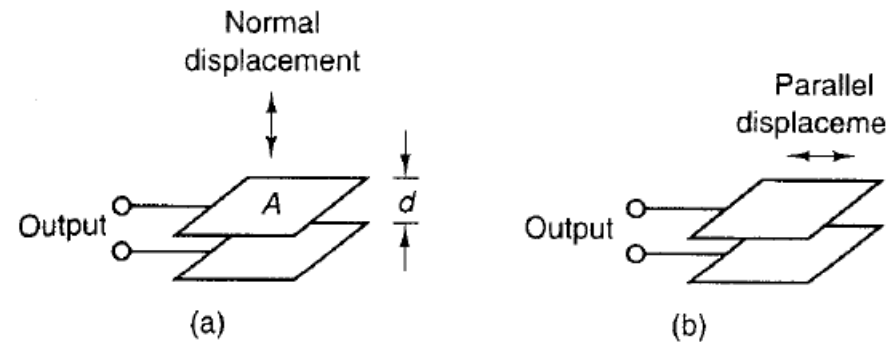 Normal
displacement
A
d
Output
(a)
Parallel
displaceme
Output
(b)